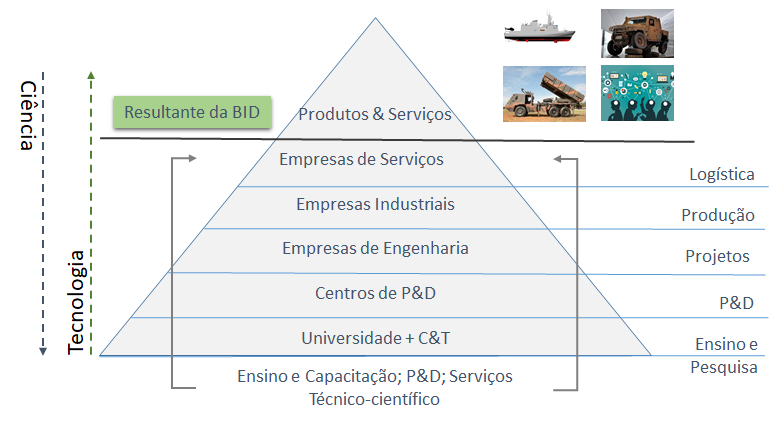 Ciência
Tecnologia
Resultante da BID
Produtos & Serviços
Empresas de Serviços
Logística
Empresas Industriais
Produção
Empresas de Engenharia
Projetos
Centros de P&D
P&D
Universidade + C&T
Ensino e
Pesquisa
Ensino e Capacitação; P&D; Serviços
Técnico-científico